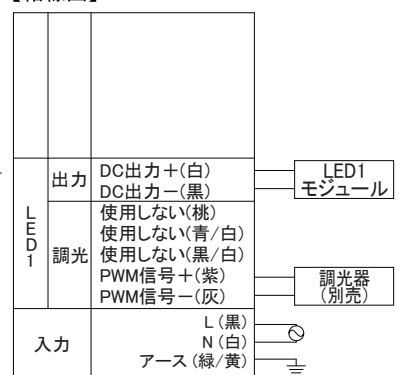 出力
DC出力＋(白)
DC出力－(黒)
LED1
モジュール
LED1
調光
使用しない(桃)
使用しない(青/白)
使用しない(黒/白)
PWM信号＋(紫)
PWM信号－(灰)
調光器
(別売)
入力
L (黒)
N (白)
アース (緑/黄)